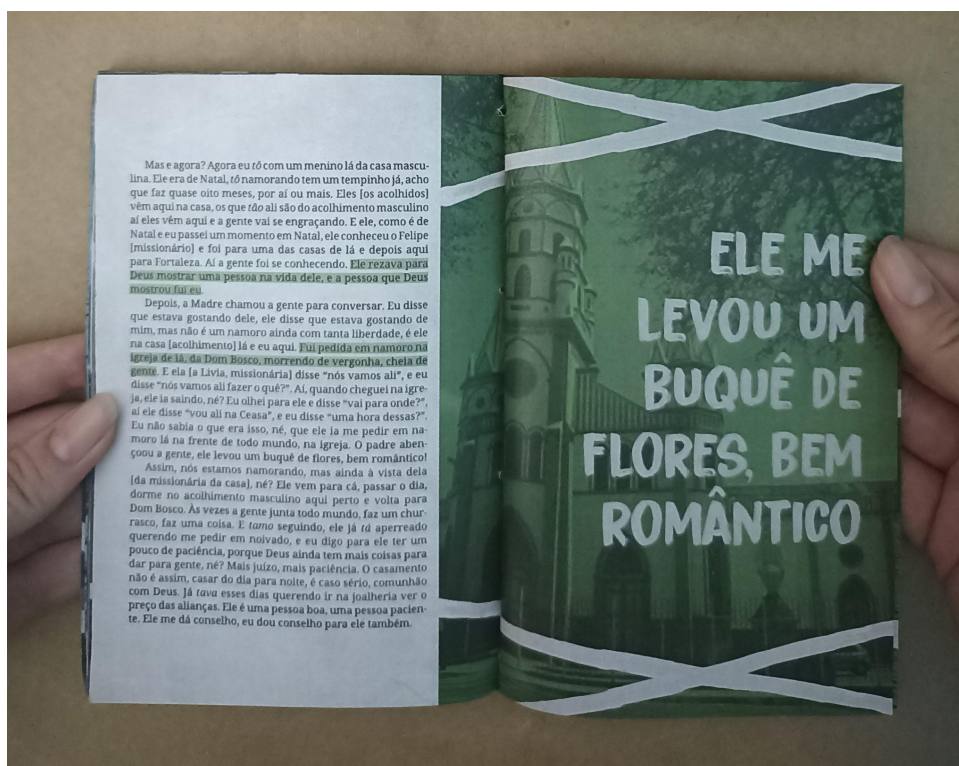 Mas e agora? Agora eu tô com um menino lá da casa mascu-
lina. Ele era de Natal, tô namorando tem um tempinho já, acho
que faz quase oito meses, por aí ou mais. Eles [os acolhidos]
vêm aqui na casa, os que tão ali são do acolhimento masculino
aí eles vêm aqui e a gente vai se engraçando. E ele, como é de
Natal e eu passei um momento em Natal, ele conheceu o Felipe
[missionário] e foi para uma das casas de lá e depois aqui
para Fortaleza. Aí a gente foi se conhecendo. Ele rezava para
Deus mostrar uma pessoa na vida dele, e a pessoa que Deus
mostrou fui eu.
Depois, a Madre chamou a gente para conversar. Eu disse
que estava gostando dele, ele disse que estava gostando de
mim, mas não é um namoro ainda com tanta liberdade, é ele
na casa [acolhimento] lá e eu aqui. Fui pedida em namoro na
igreja de lá, da Dom Bosco, morrendo de vergonha, cheia de
gente. E ela [a Livia, missionária] disse “nós vamos ali”, e eu
disse “nós vamos ali fazer o quê?”. Aí, quando cheguei na igre-
ja, ele ia saindo, né? Eu olhei para ele e disse “vai para onde?”,
aí ele disse “vou ali na Ceasa”, e eu disse “uma hora dessas?”.
Eu não sabia o que era isso, né, que ele ia me pedir em na-
moro lá na frente de todo mundo, na igreja. O padre aben-
çoou a gente, ele levou um buquê de flores, bem romântico!
Assim, nós estamos namorando, mas ainda à vista dela
[da missionária da casa], né? Ele vem para cá, passar o dia,
dorme no acolhimento masculino aqui perto e volta para
Dom Bosco. Às vezes a gente junta todo mundo, faz um chur-
rasco, faz uma coisa. E tamo seguindo, ele já tá aperreado
querendo me pedir em noivado, e eu digo para ele ter um
pouco de paciência, porque Deus ainda tem mais coisas para
dar para gente, né? Mais juízo, mais paciência. O casamento
não é assim, casar do dia para noite, é caso sério, comunhão
com Deus. Já tava esses dias querendo ir na joalheria ver o
preço das alianças. Ele é uma pessoa boa, uma pessoa pacien-
te. Ele me dá conselho, eu dou conselho para ele também.
ELE ME
LEVOU UM
BUQUÊ DE
FLORES, BEM
ROMÂNTICO